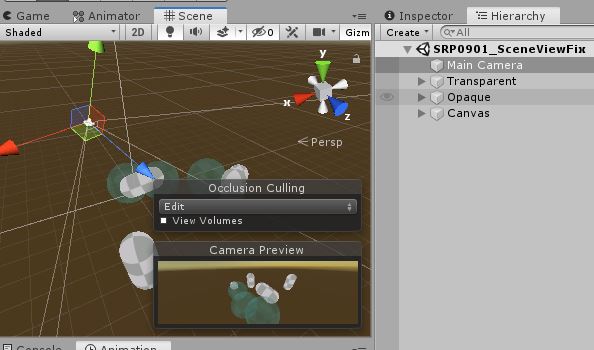 Game Animator Scene Inspector Hierarchy
Shaded 2D 0 Gizm Create All
SRP0901_SceneViewFix
Main Camera
Transparent
Opaque
Canvas
y
x
z
Persp
Occlusion Culling
Edit
View Volumes
Camera Preview
Console Animation